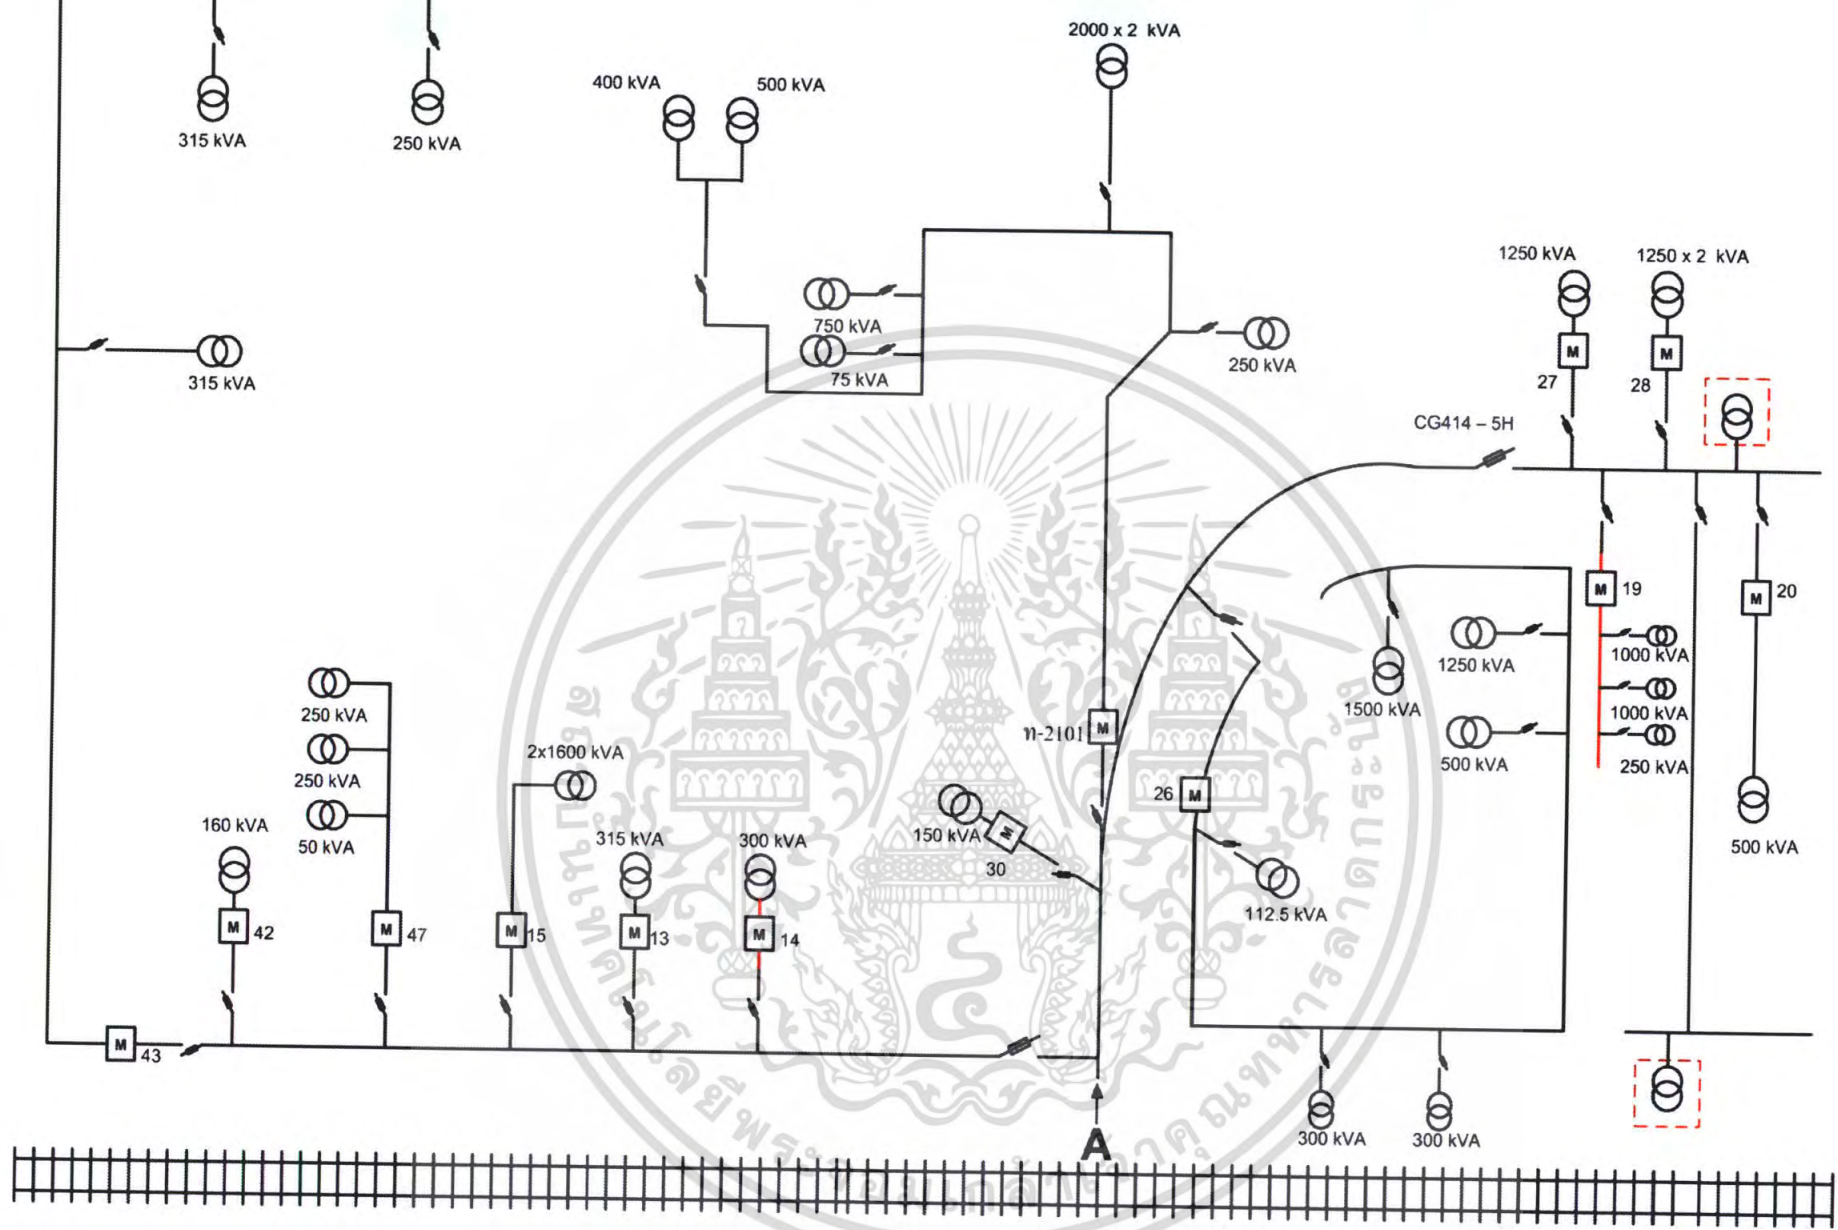 2000 x 2 kVA
400 kVA
500 kVA
315 kVA
250 kVA
1250 kVA
1250 x 2 kVA
750 kVA
75 kVA
250 kVA
315 kVA
M
27
M
28
CG414 – 5H
M
19
M
20
1000 kVA
1250 kVA
1500 kVA
1000 kVA
250 kVA
500 kVA
250 kVA
250 kVA
50 kVA
2x1600 kVA
ท-2101
M
26
M
150 kVA
M
30
160 kVA
315 kVA
300 kVA
500 kVA
112.5 kVA
M
42
M
47
M
15
M
13
M
14
M
43
300 kVA
300 kVA
A